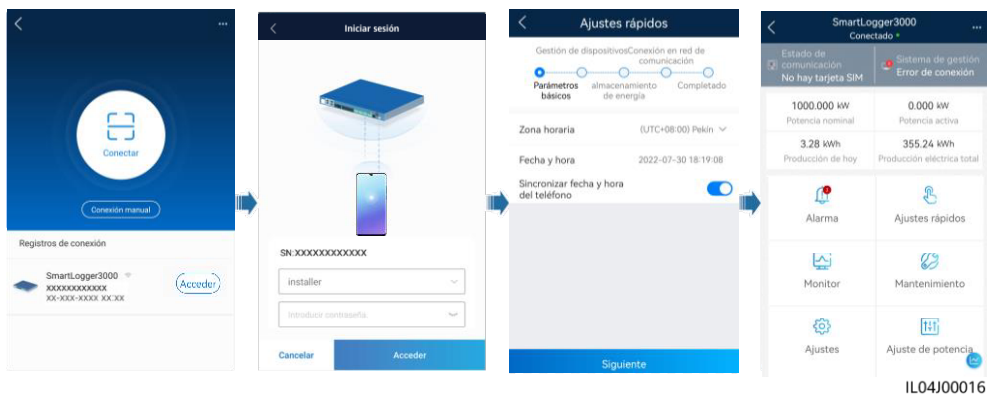 Conectar
Conexión manual
Registros de conexión
SmartLogger3000
XXXXXXXXXXXX
XX-XXX-XXXX XX:XX
Acceder
Iniciar sesión
SN:XXXXXXXXXXXX
installer
Introducir contraseña
Cancelar
Acceder
Ajustes rápidos
Gestión de dispositivosConexión en red de
comunicación
Parámetros
básicos
almacenamiento
de energía
Completado
Zona horaria
(UTC+08:00) Pekín
Fecha y hora
2022-07-30 18:19:08
Sincronizar fecha y hora
del teléfono
Siguiente
SmartLogger3000
Conectado
Estado de
comunicación
No hay tarjeta SIM
Sistema de gestión
Error de conexión
1000.000 kW
Potencia nominal
0.000 kW
Potencia activa
3.28 kWh
Producción de hoy
355.24 kWh
Producción eléctrica total
Alarma
Ajustes rápidos
Monitor
Mantenimiento
Ajustes
Ajuste de potencia
IL04J00016